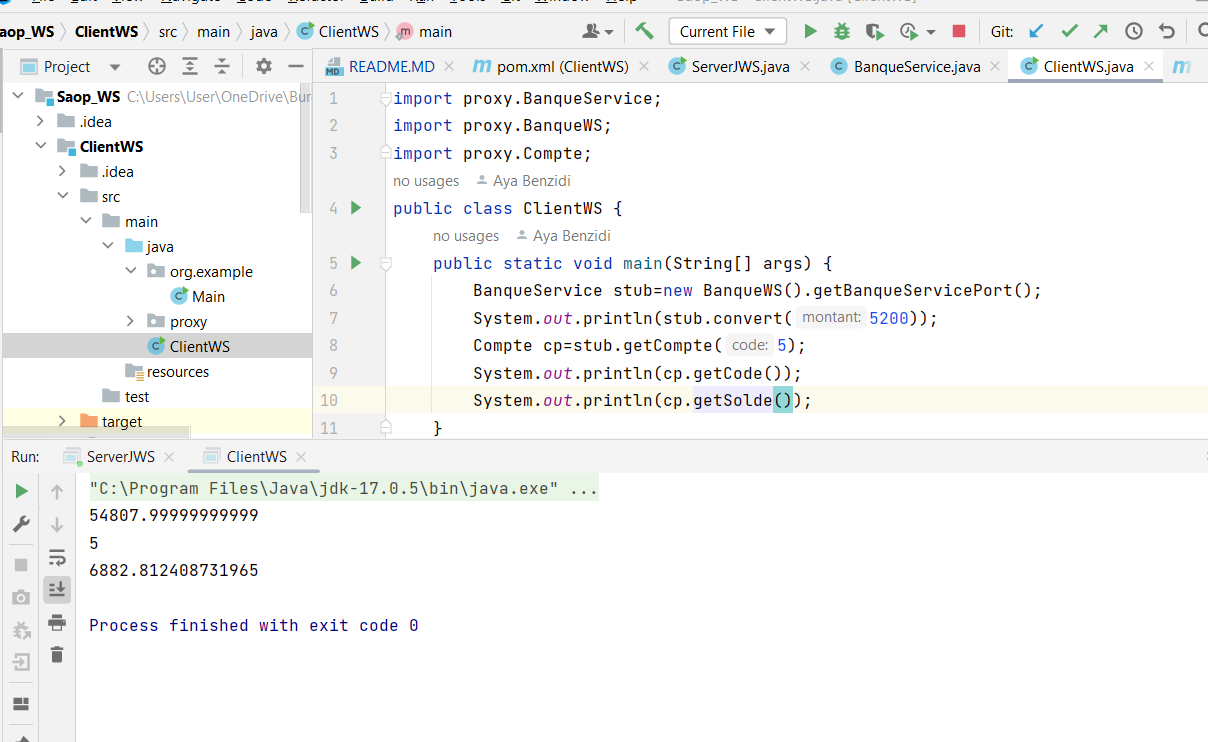 aop_WS
ClientWS
src
main
java
ClientWS
main
Current File
Git:
Project
README.MD
pom.xml (ClientWS)
ServerJWS.java
BanqueService.java
ClientWS.java
Saop_WS C:\Users\User\OneDrive\Bur
.idea
ClientWS
.idea
src
main
java
org.example
Main
proxy
ClientWS
resources
test
target
1 import proxy.BanqueService;
2 import proxy.BanqueWS;
3 import proxy.Compte;
no usages Aya Benzidi
4 public class ClientWS {
no usages Aya Benzidi
5 public static void main(String[] args) {
6 BanqueService stub=new BanqueWS().getBanqueServicePort();
7 System.out.println(stub.convert( montant: 5200));
8 Compte cp=stub.getCompte( code: 5);
9 System.out.println(cp.getCode());
10 System.out.println(cp.getSolde());
11 }
Run: ServerJWS ClientWS
"C:\Program Files\Java\jdk-17.0.5\bin\java.exe" ...
54807.99999999999
5
6882.812408731965
Process finished with exit code 0